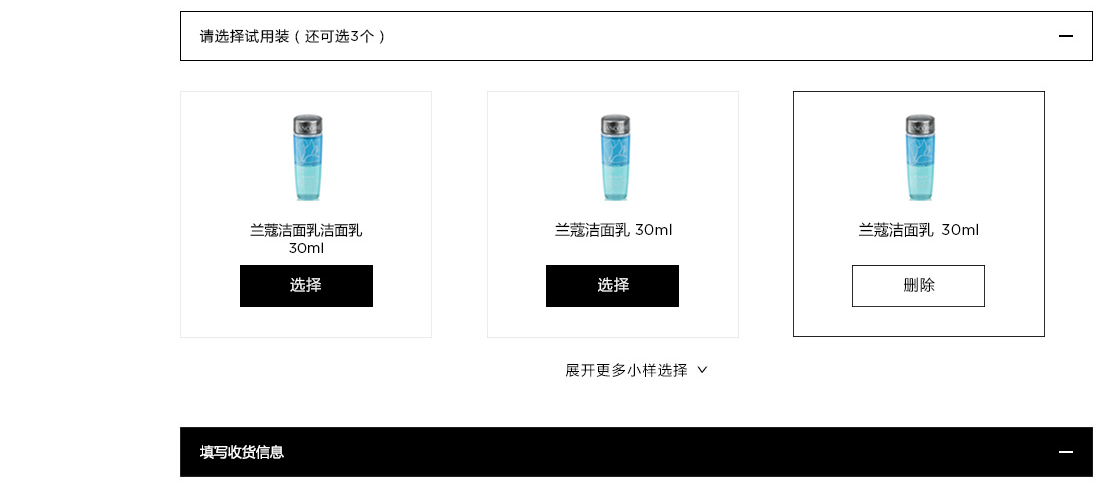 请选择试用装 ( 还可选3个 )
兰蔻洁面乳洁面乳
30ml
选择
兰蔻洁面乳 30ml
选择
兰蔻洁面乳 30ml
删除
展开更多小样选择
填写收货信息